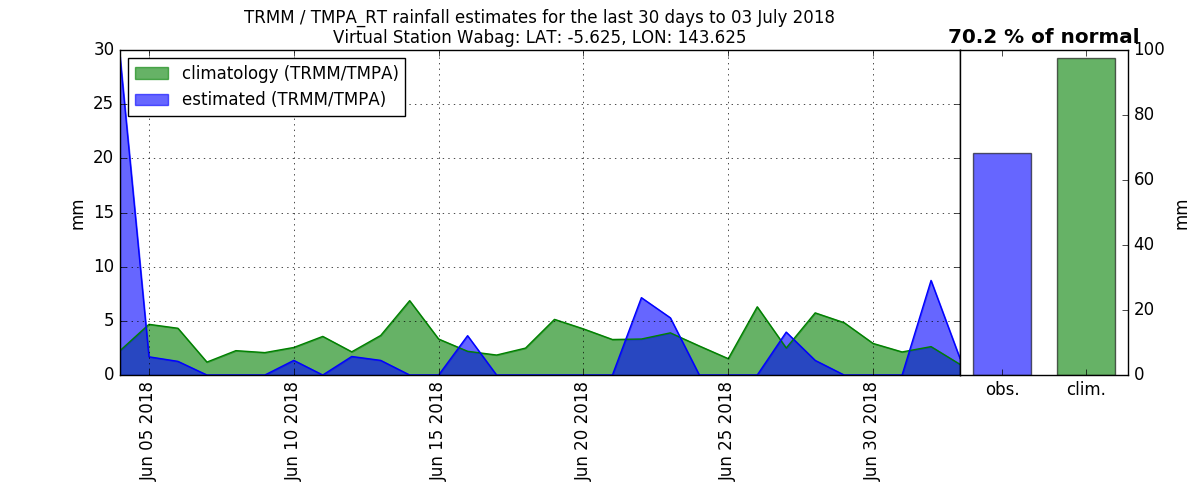 TRMM / TMPA_RT rainfall estimates for the last 30 days to 03 July 2018
Virtual Station Wabag: LAT: -5.625, LON: 143.625
70.2 % of normal
climatology (TRMM/TMPA)
estimated (TRMM/TMPA)
30
25
20
15
10
5
0
mm
Jun 05 2018
Jun 10 2018
Jun 15 2018
Jun 20 2018
Jun 25 2018
Jun 30 2018
obs.
clim.
100
80
60
40
20
0
mm